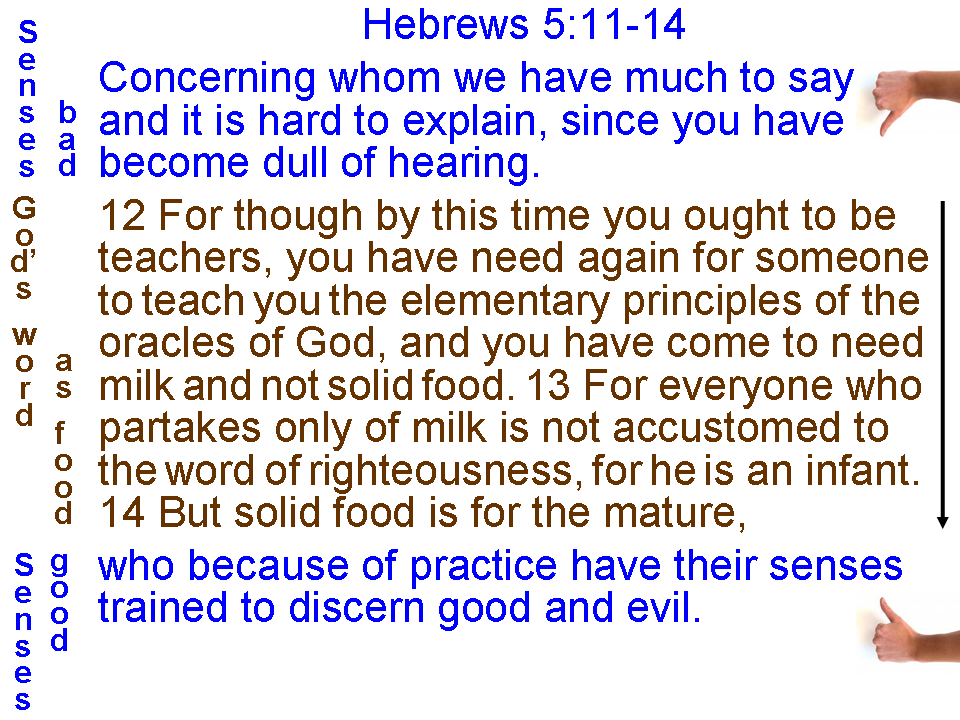 Hebrews 5:11-14
Senses
bad
Concerning whom we have much to say
and it is hard to explain, since you have
become dull of hearing.
God's word
as food
12 For though by this time you ought to be
teachers, you have need again for someone
to teach you the elementary principles of the
oracles of God, and you have come to need
milk and not solid food. 13 For everyone who
partakes only of milk is not accustomed to
the word of righteousness, for he is an infant.
14 But solid food is for the mature,
Senses
good
who because of practice have their senses
trained to discern good and evil.